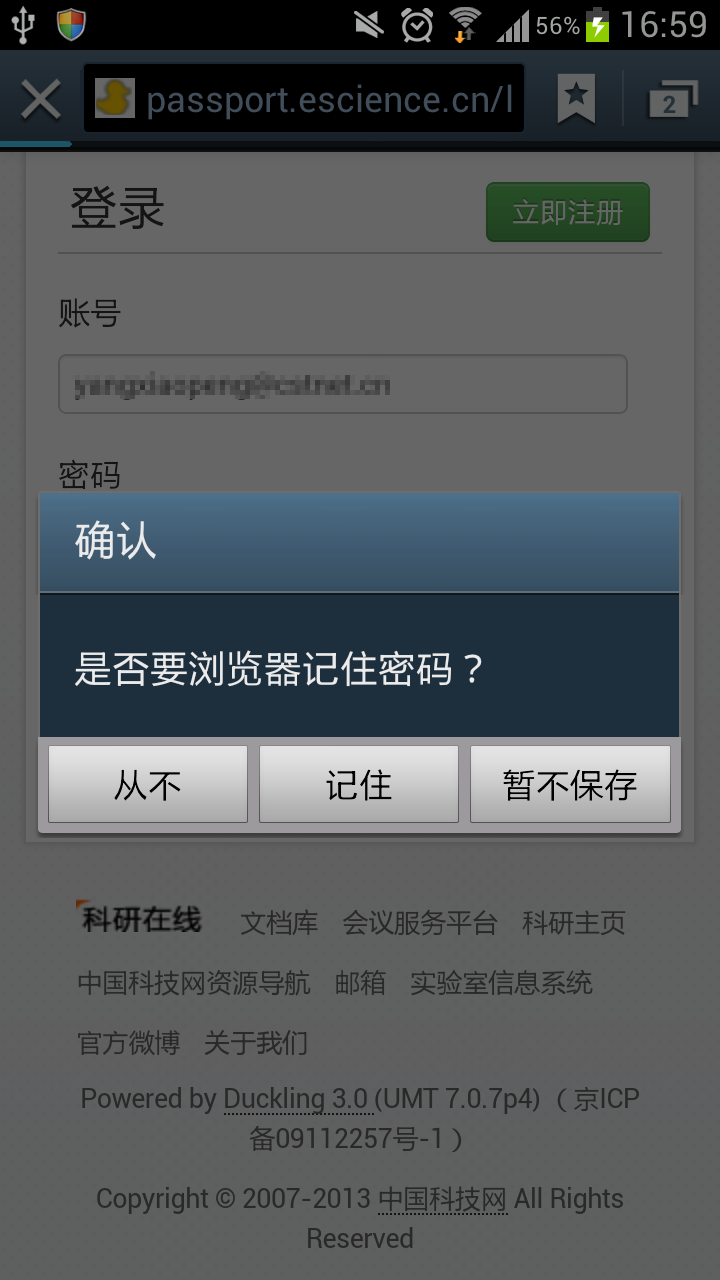 56% 16:59
passport.escience.cn/l 2
登录 立即注册
账号
密码
确认
是否要浏览器记住密码？
从不 记住 暂不保存
科研在线 文档库 会议服务平台 科研主页
中国科技网资源导航 邮箱 实验室信息系统
官方微博 关于我们
Powered by Duckling 3.0 (UMT 7.0.7p4) （京ICP
备09112257号-1）
Copyright © 2007-2013 中国科技网 All Rights
Reserved